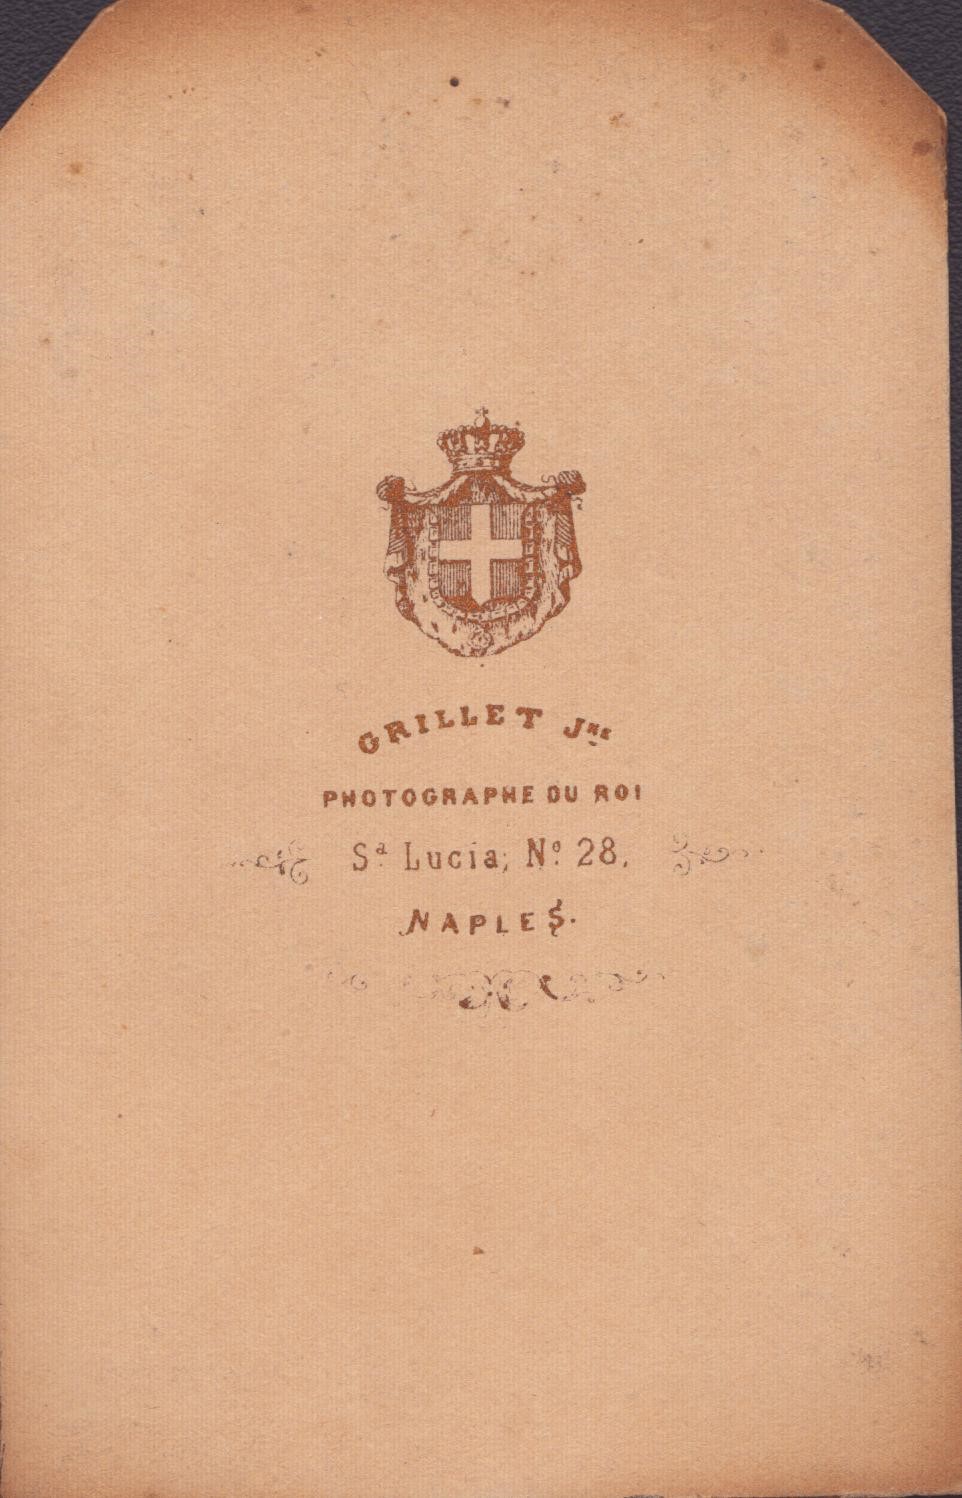 GRILLET Jne
PHOTOGRAPHE DU ROI
Sa Lucia, No 28.
NAPLES.